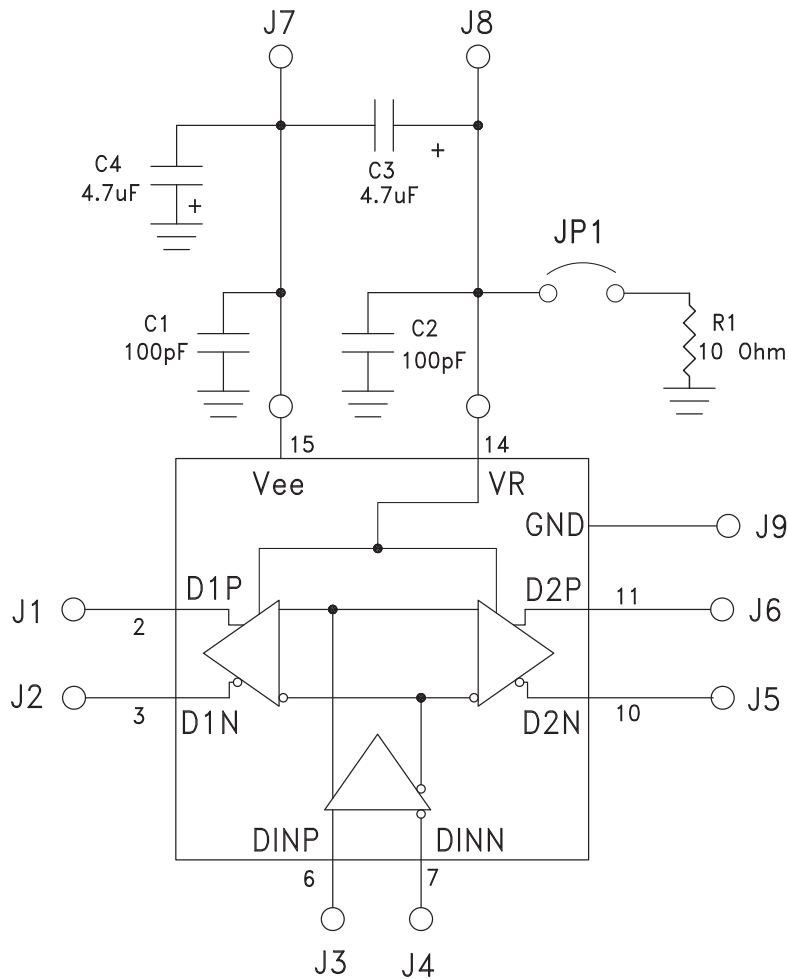 J7
J8
C4
4.7uF
+
C3
4.7uF
+
JP1
C1
100pF
C2
100pF
R1
10 Ohm
15
14
Vee
VR
GND
J9
D1P
D2P
J1
2
11
J6
J2
3
D1N
D2N
10
J5
DINP
DINN
6
7
J3
J4